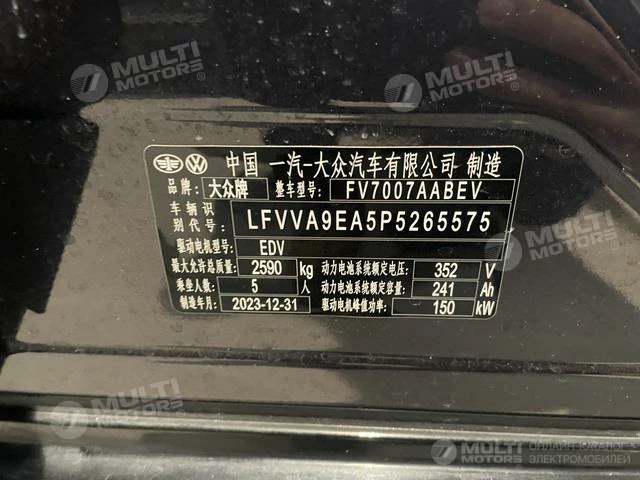 中国 一汽-大众汽车有限公司 制造
品牌: 大众牌 整车型号: FV7007AABEV
车辆识别代号: LFVVA9EA5P5265575
驱动电机型号: EDV
最大允许总质量: 2590 kg 动力电池系统额定电压: 352 V
乘坐人数: 5 人 动力电池系统额定容量: 241 Ah
制造年月: 2023-12-31 驱动电机峰值功率: 150 kW
MULTI MOTORS®
MULTI MOTORS®
MULTI MOTORS
MULTI MOTORS
ОНЛАЙН-КАТАЛОГ ЭЛЕКТРОМОБИЛЕЙ